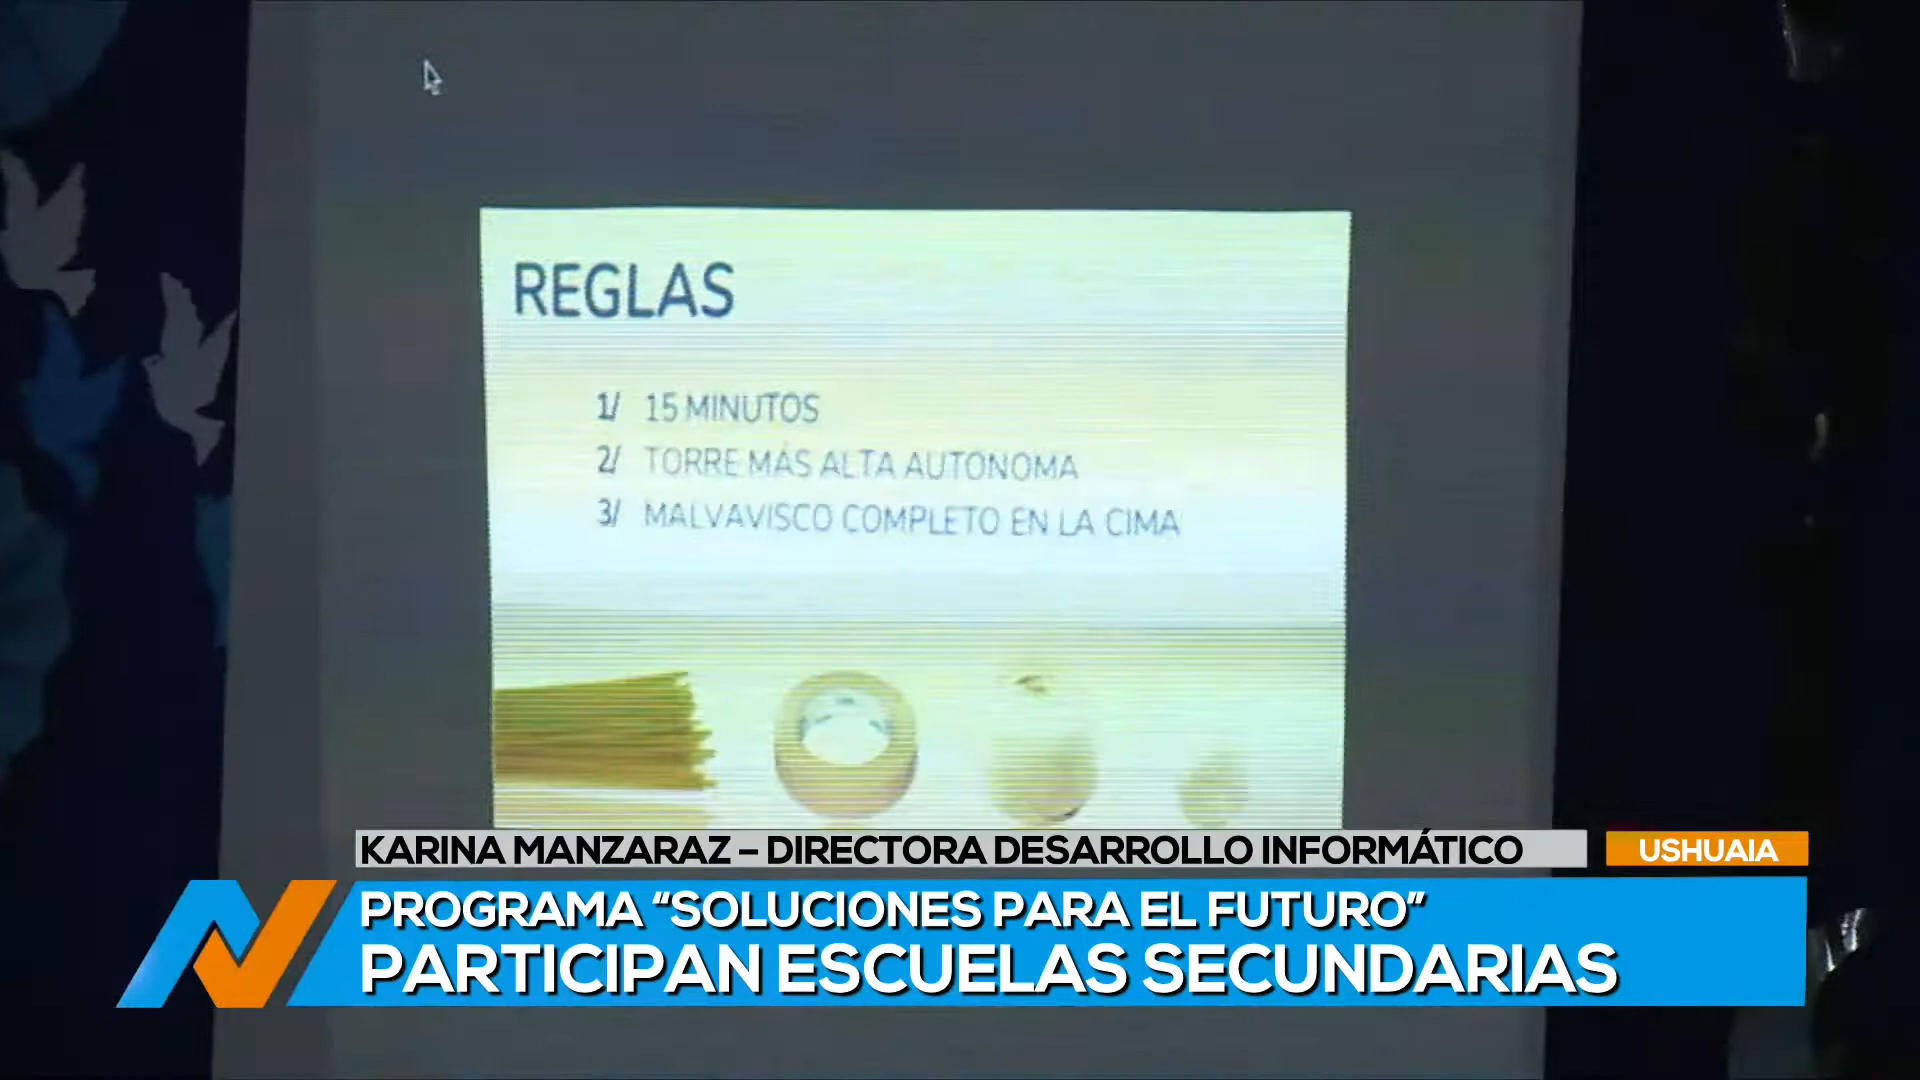 REGLAS
1/ 15 MINUTOS
2/ TORRE MÁS ALTA AUTONOMA
3/ MALVAVISCO COMPLETO EN LA CIMA
KARINA MANZARAZ – DIRECTORA DESARROLLO INFORMÁTICO
USHUAIA
PROGRAMA “SOLUCIONES PARA EL FUTURO”
PARTICIPAN ESCUELAS SECUNDARIAS